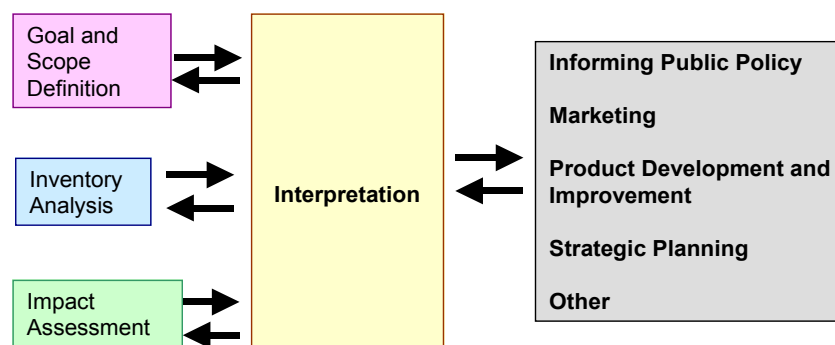 Goal and
Scope
Definition
Inventory
Analysis
Impact
Assessment
Interpretation
Informing Public Policy
Marketing
Product Development and
Improvement
Strategic Planning
Other